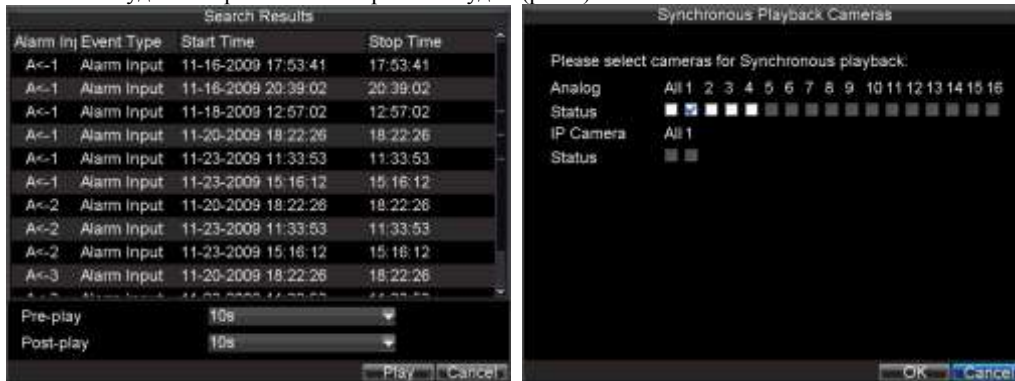 Search Results
Alarm Inj Event Type Start Time Stop Time
A<-1 Alarm Input 11-16-2009 17:53:41 17:53:41
A<-1 Alarm Input 11-16-2009 20:39:02 20:39:02
A<-1 Alarm Input 11-18-2009 12:57:02 12:57:02
A<-1 Alarm Input 11-20-2009 18:22:26 18:22:26
A<-1 Alarm Input 11-23-2009 11:33:53 11:33:53
A<-1 Alarm Input 11-23-2009 15:16:12 15:16:12
A<-2 Alarm Input 11-20-2009 18:22:26 18:22:26
A<-2 Alarm Input 11-23-2009 11:33:53 11:33:53
A<-2 Alarm Input 11-23-2009 15:16:12 15:16:12
A<-3 Alarm Input 11-20-2009 18:22:26 18:22:26
Pre-play 10s
Post-play 10s
Play Cancel
Synchronous Playback Cameras
Please select cameras for Synchronous playback:
Analog All 1 2 3 4 5 6 7 8 9 10 11 12 13 14 15 16
Status
IP Camera All 1
Status
OK Cancel